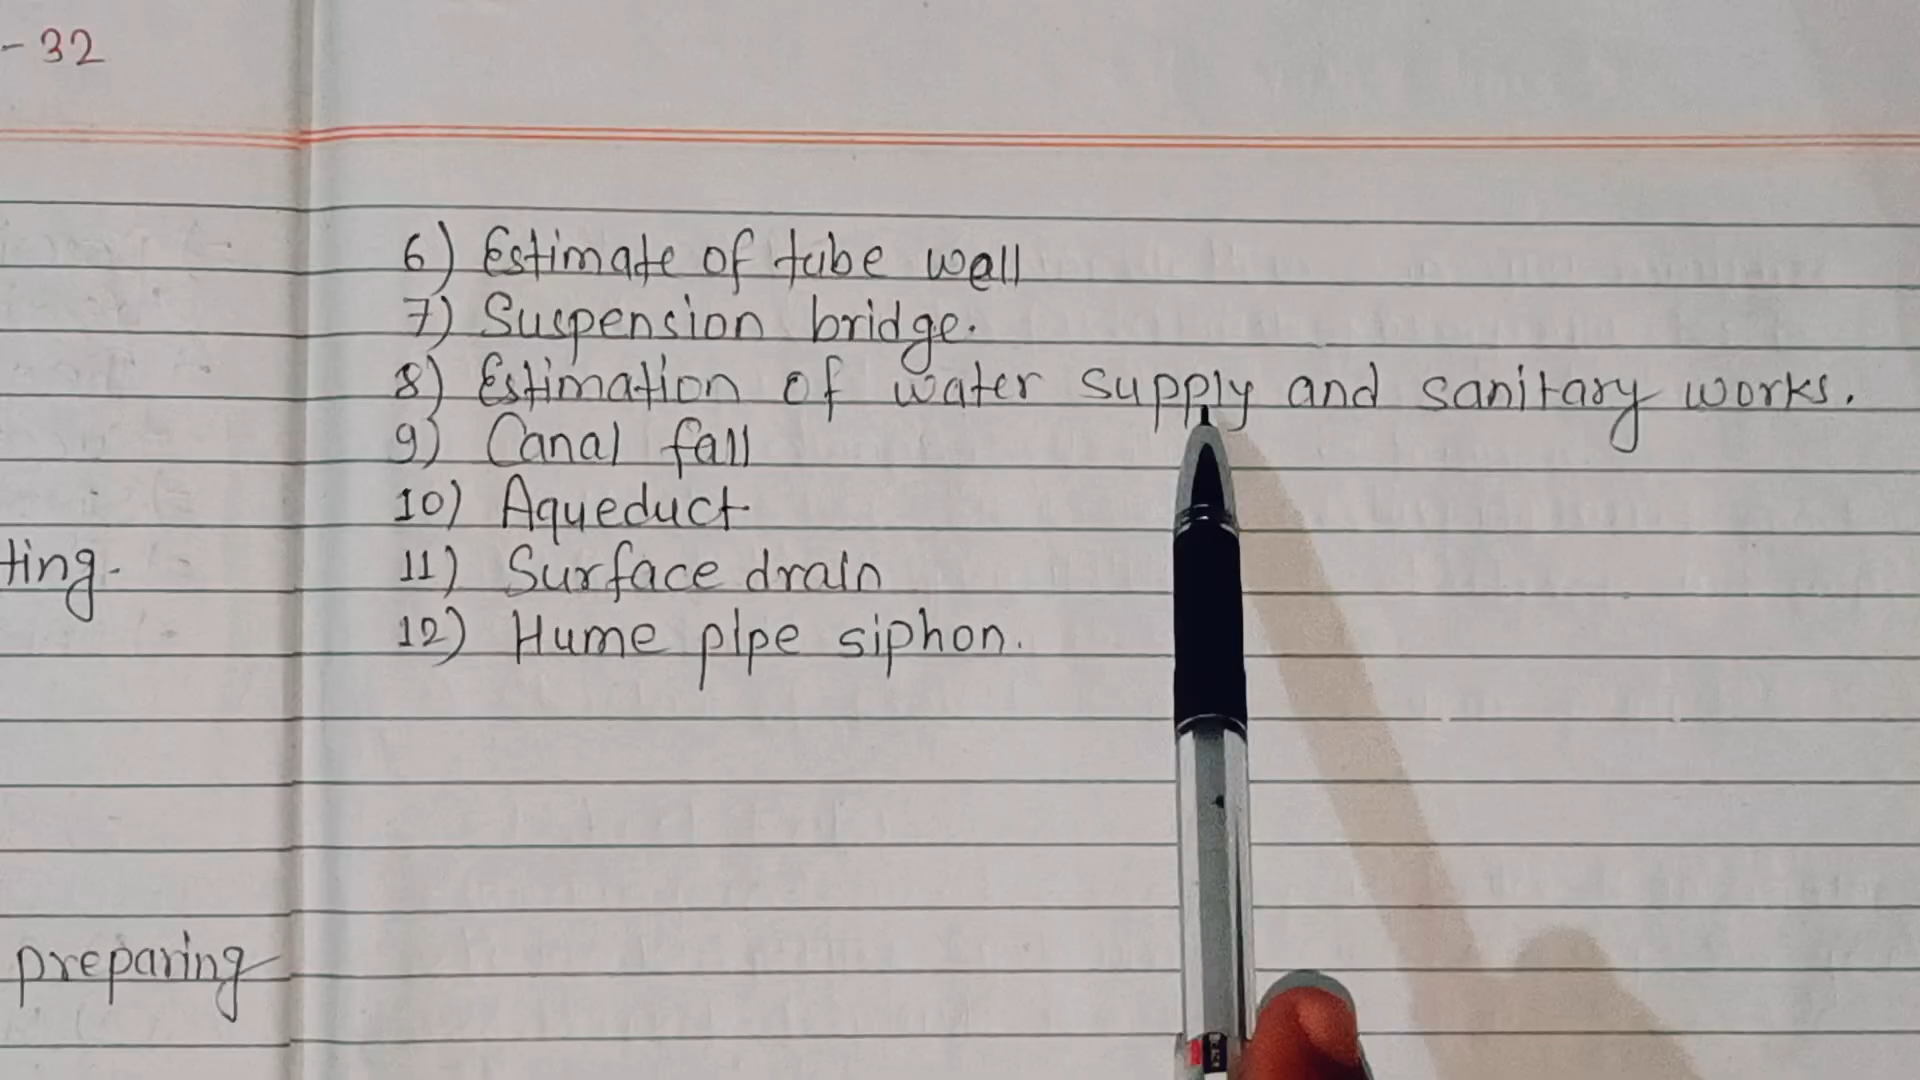 - 32
6) Estimate of tube well
7) Suspension bridge.
8) Estimation of water supply and sanitary works.
9) Canal fall
10) Aqueduct
ting.
11) Surface drain
12) Hume pipe siphon.
preparing